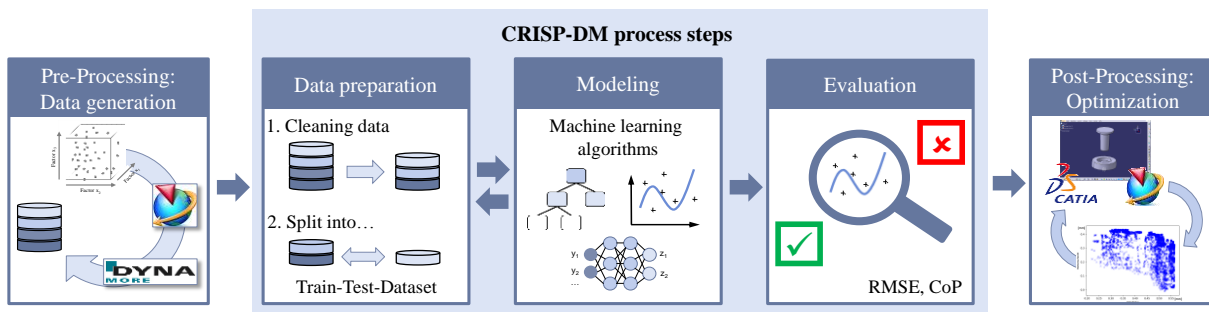 CRISP-DM process steps
Pre-Processing:
Data generation
Factor x
Factor x
Factor x
DYNA
MORE
Data preparation
1. Cleaning data
2. Split into…
Train-Test-Dataset
Modeling
Machine learning
algorithms
y₁
y₂
…
z₁
z₂
Evaluation
RMSE, CoP
Post-Processing:
Optimization
DS
CATIA